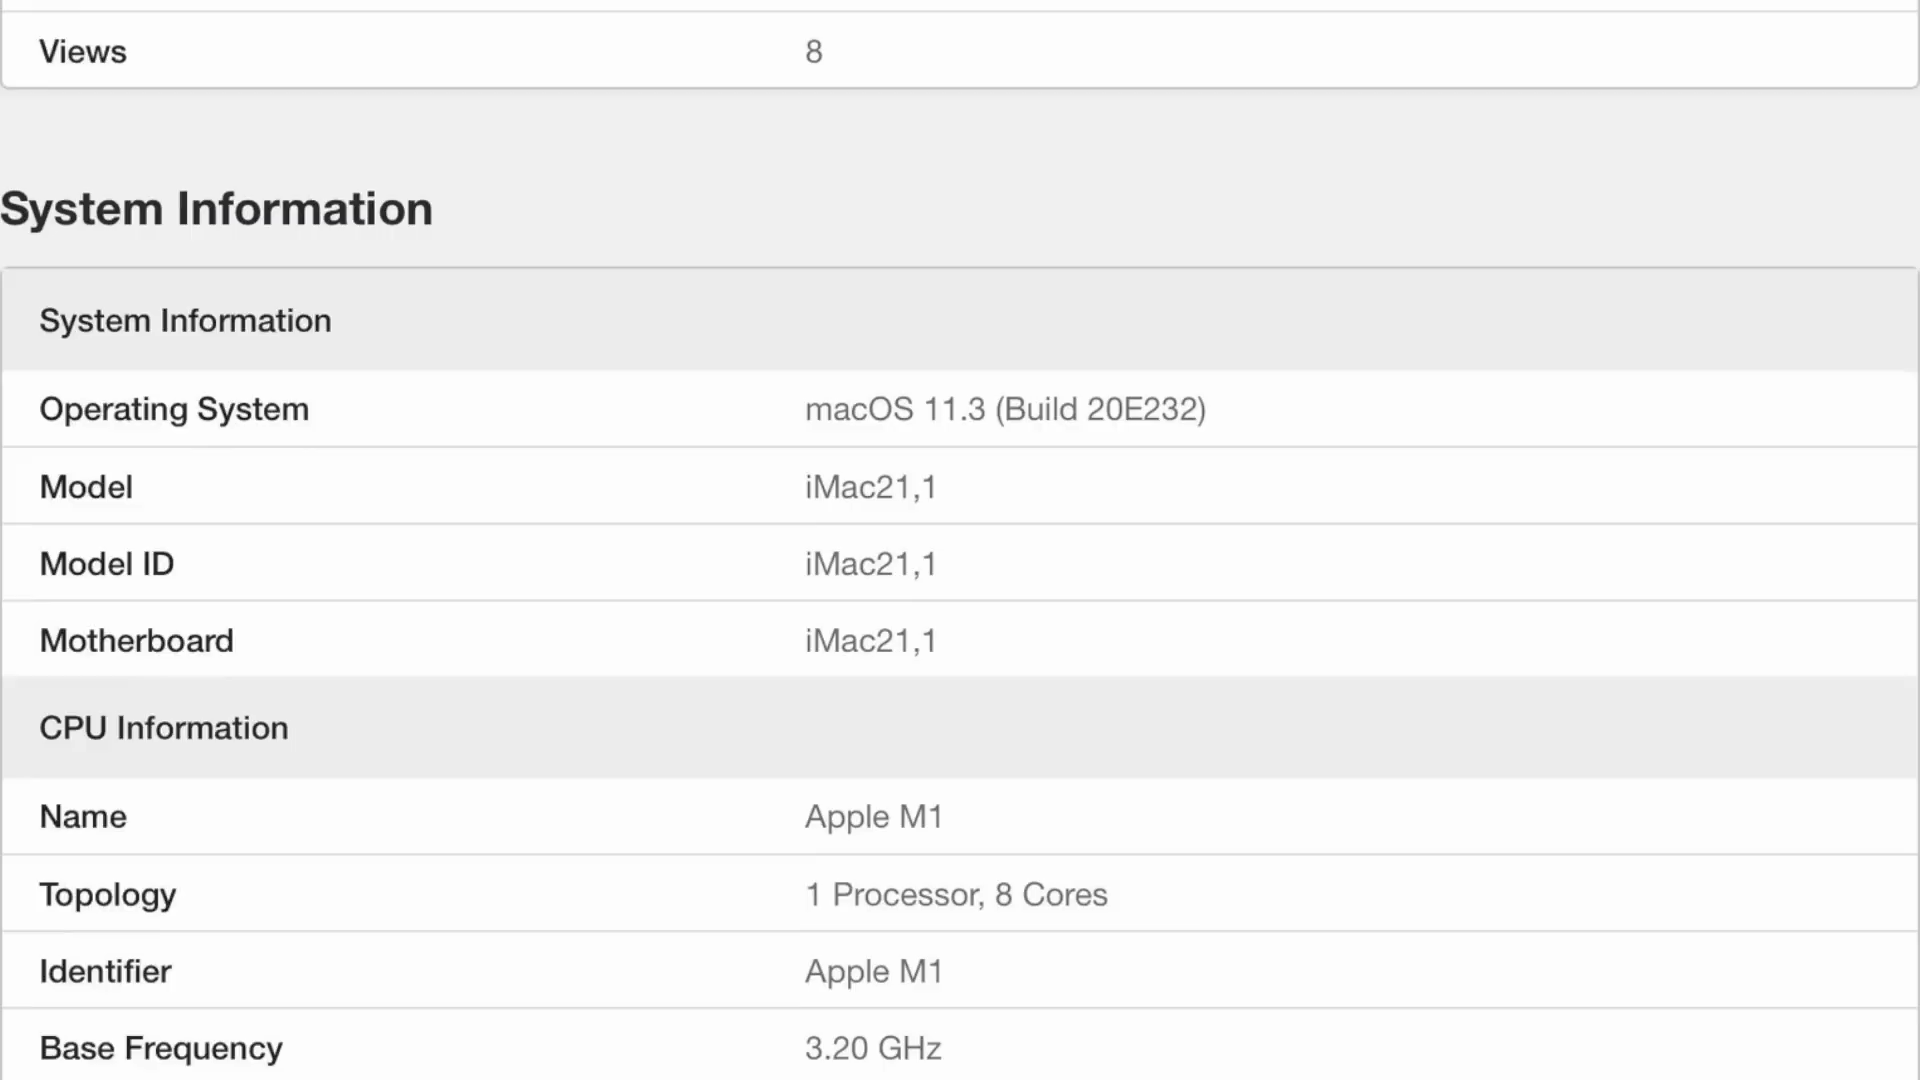 Views 8
System Information
System Information
Operating System macOS 11.3 (Build 20E232)
Model iMac21,1
Model ID iMac21,1
Motherboard iMac21,1
CPU Information
Name Apple M1
Topology 1 Processor, 8 Cores
Identifier Apple M1
Base Frequency 3.20 GHz